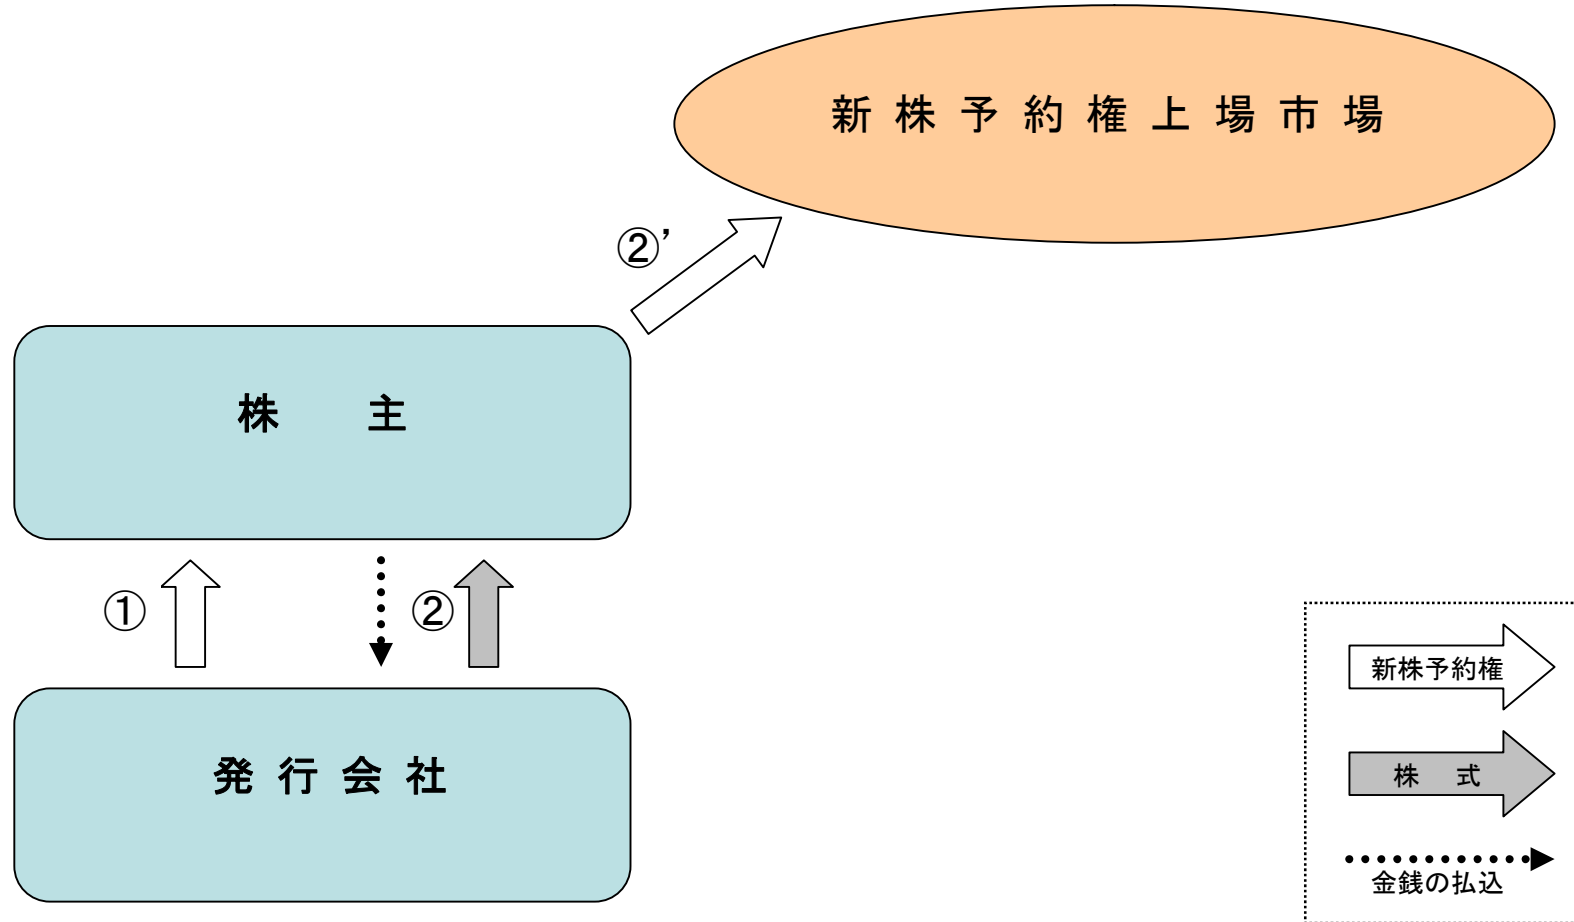 新株予約権上場市場
②’
株 主
①
②
発行会社
新株予約権
株 式
金銭の払込